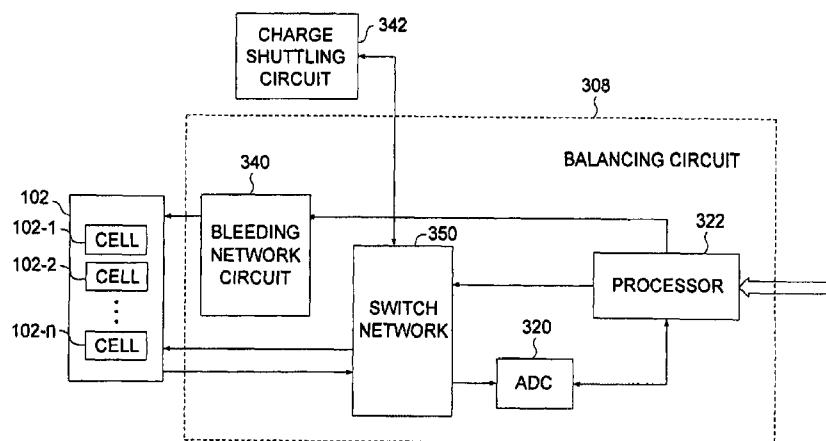 CHARGE
SHUTTLING
CIRCUIT
342
308
BALANCING CIRCUIT
340
BLEEDING
NETWORK
CIRCUIT
102
102-1
CELL
102-2
CELL
102-n
CELL
350
SWITCH
NETWORK
322
PROCESSOR
320
ADC